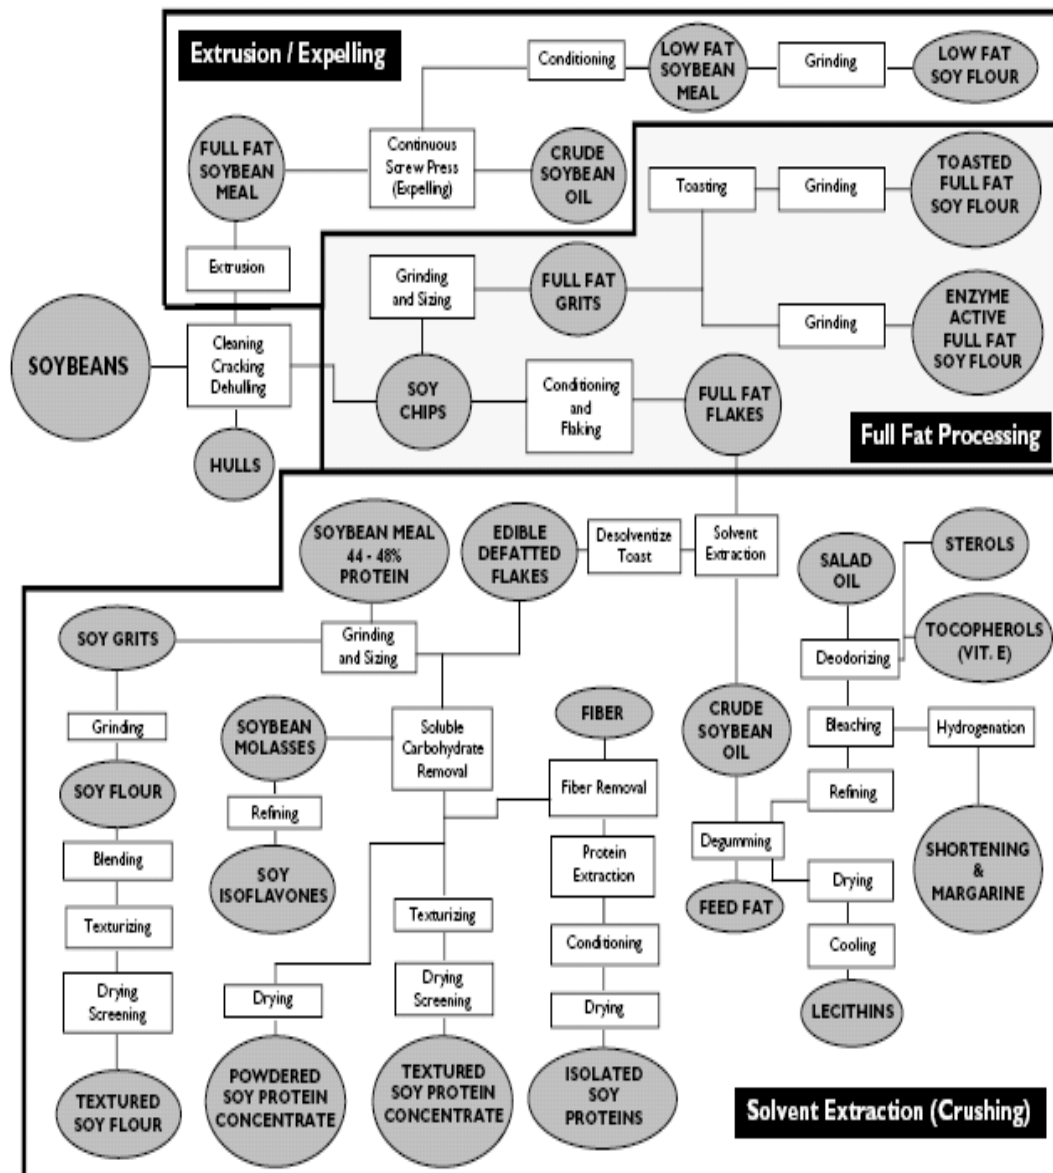 Extrusion / Expelling
Conditioning
LOW FAT
SOYBEAN
MEAL
Grinding
LOW FAT
SOY FLOUR
FULL FAT
SOYBEAN
MEAL
Continuous
Screw Press
(Expelling)
CRUDE
SOYBEAN
OIL
Toasting
Grinding
TOASTED
FULL FAT
SOY FLOUR
Extrusion
Grinding
and Sizing
FULL FAT
GRITS
Grinding
ENZYME
ACTIVE
FULL FAT
SOY FLOUR
SOYBEANS
Cleaning
Cracking
Dehulling
SOY
CHIPS
Conditioning
and
Flaking
FULL FAT
FLAKES
Full Fat Processing
HULLS
SOYBEAN MEAL
44 - 48%
PROTEIN
EDIBLE
DEFATTED
FLAKES
Desolventize
Toast
Solvent
Extraction
SALAD
OIL
STEROLS
SOY GRITS
Grinding
and Sizing
Deodorizing
TOCOPHEROLS
(VIT. E)
Grinding
SOYBEAN
MOLASSES
Soluble
Carbohydrate
Removal
FIBER
CRUDE
SOYBEAN
OIL
Bleaching
Hydrogenation
SOY FLOUR
Refining
Fiber Removal
Refining
Blending
SOY
ISOFLAVONES
Protein
Extraction
Degumming
Drying
SHORTENING
&
MARGARINE
Texturizing
Texturizing
Conditioning
FEED FAT
Cooling
Drying
Screening
Drying
Drying
Screening
Drying
LECITHINS
TEXTURED
SOY FLOUR
POWDERED
SOY PROTEIN
CONCENTRATE
TEXTURED
SOY PROTEIN
CONCENTRATE
ISOLATED
SOY
PROTEINS
Solvent Extraction (Crushing)